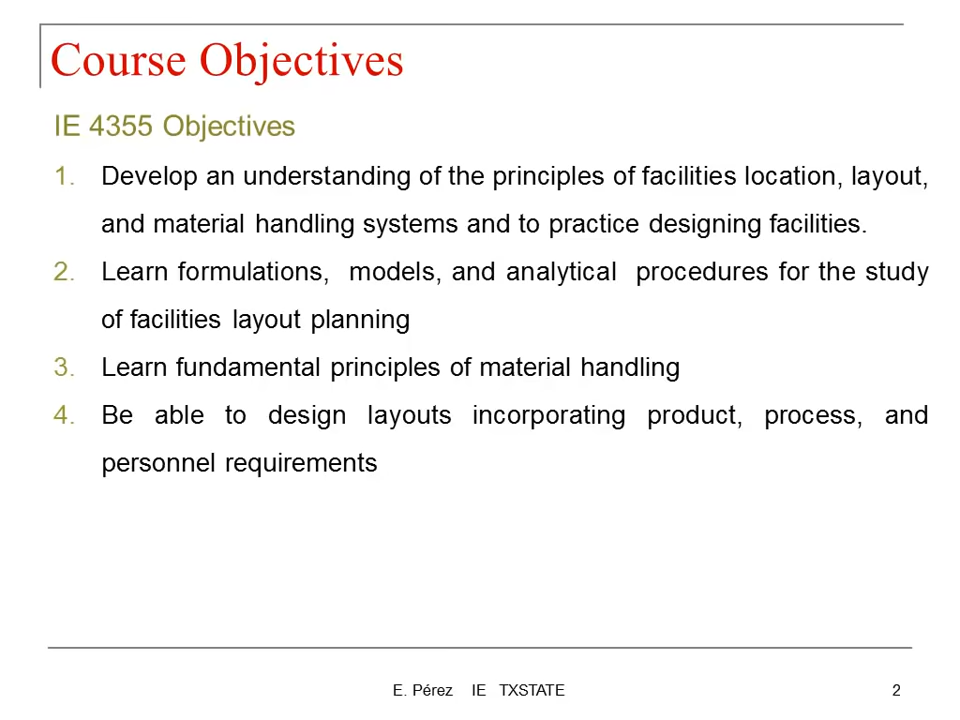 Course Objectives
IE 4355 Objectives
1. Develop an understanding of the principles of facilities location, layout,
and material handling systems and to practice designing facilities.
2. Learn formulations, models, and analytical procedures for the study
of facilities layout planning
3. Learn fundamental principles of material handling
4. Be able to design layouts incorporating product, process, and
personnel requirements
E. Pérez IE TXSTATE 2